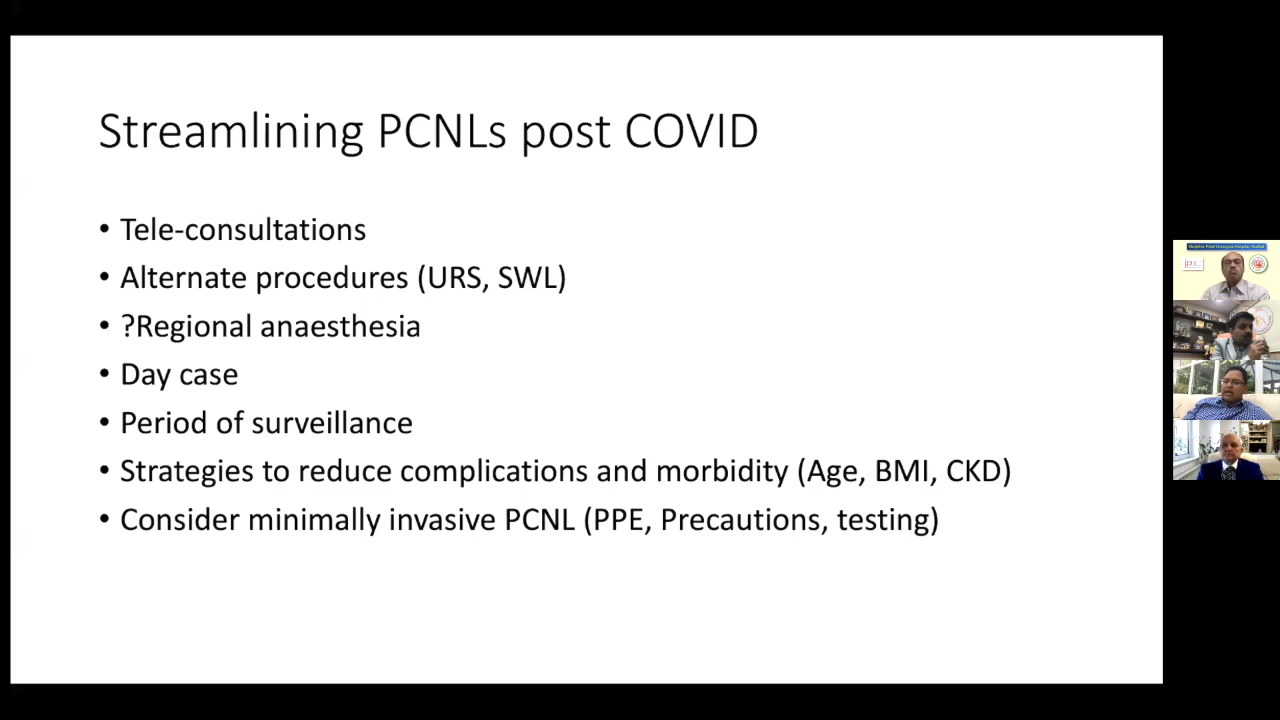 Streamlining PCNLs post COVID
• Tele-consultations
• Alternate procedures (URS, SWL)
• ?Regional anaesthesia
• Day case
• Period of surveillance
• Strategies to reduce complications and morbidity (Age, BMI, CKD)
• Consider minimally invasive PCNL (PPE, Precautions, testing)